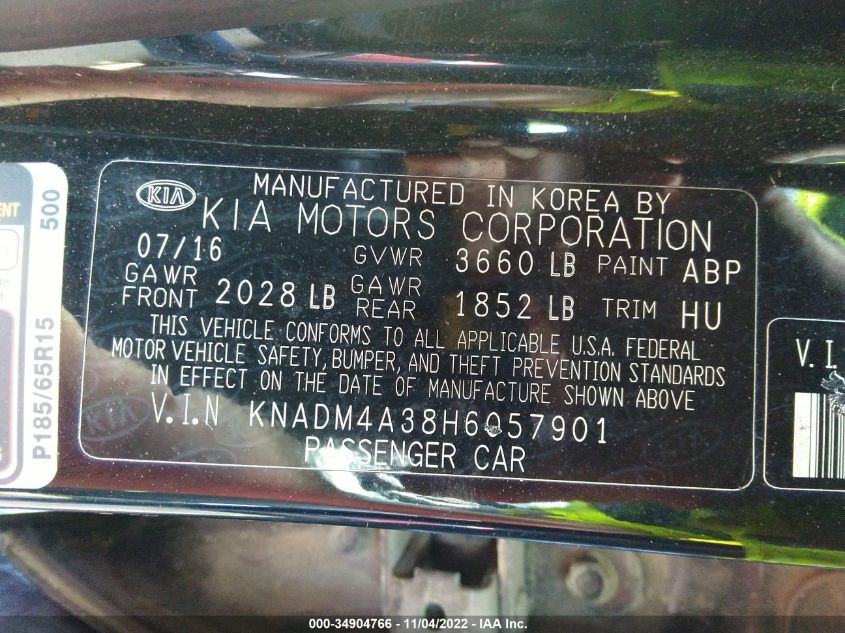 KIA
MANUFACTURED IN KOREA BY
KIA MOTORS CORPORATION
07/16 GVWR 3660 LB PAINT ABP
GAWR FRONT 2028 LB GAWR REAR 1852 LB TRIM HU
THIS VEHICLE CONFORMS TO ALL APPLICABLE U.S.A. FEDERAL
MOTOR VEHICLE SAFETY, BUMPER, AND THEFT PREVENTION STANDARDS
IN EFFECT ON THE DATE OF MANUFACTURE SHOWN ABOVE
V.I.N KNADM4A38H6057901
PASSENGER CAR
P185/65R15 500
V.I.
000-34904766 - 11/04/2022 - IAA Inc.